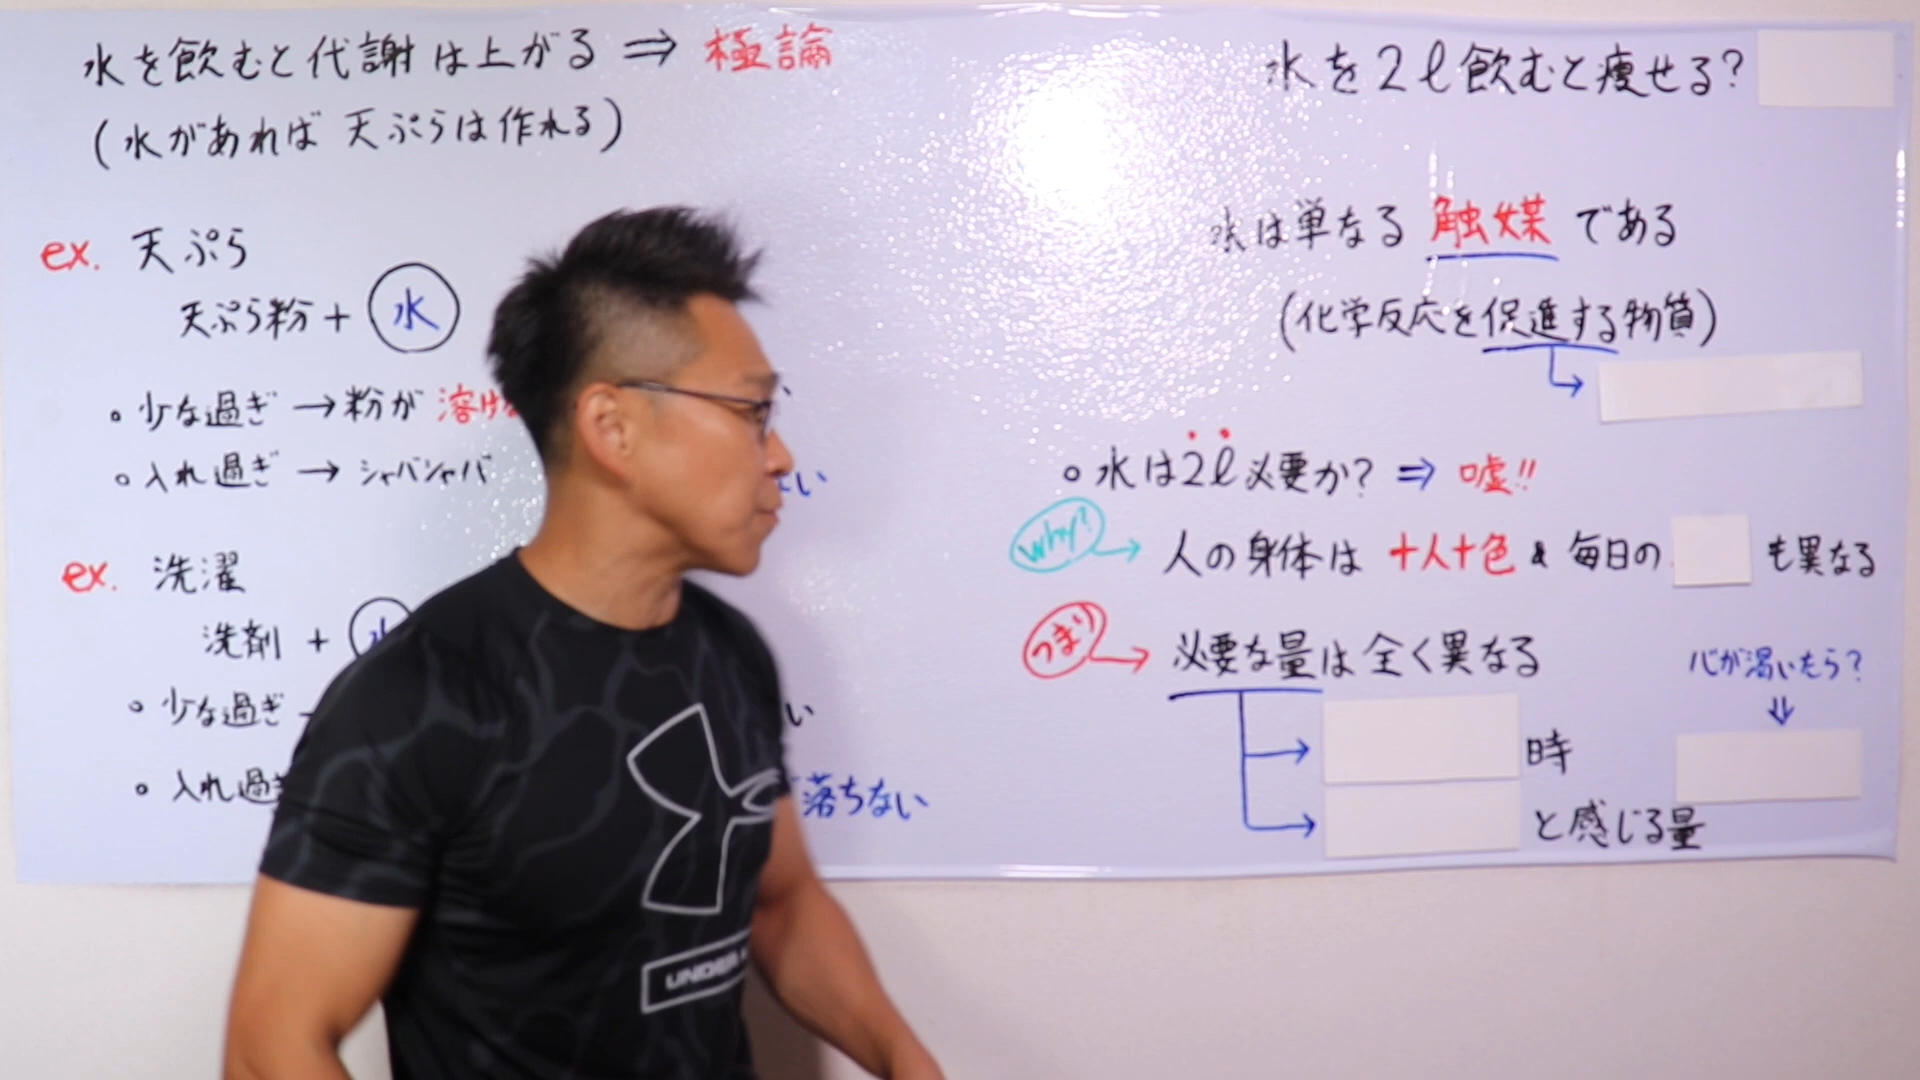 水を飲むと代謝は上がる ⇒ 極論
(水があれば 天ぷらは作れる)
ex. 天ぷら
天ぷら粉 + 水
• 少な過ぎ → 粉が 溶け
• 入れ過ぎ → シャバシャバ
ない
ex. 洗濯
洗剤 + 水
• 少な過ぎ
い
• 入れ過ぎ
落ちない
水を2ℓ飲むと痩せる?
水は単なる 触媒 である
(化学反応を促進する物質)
• 水は2ℓ必要か? ⇒ 嘘!!
why? → 人の身体は 十人十色 & 毎日の も異なる
つまり → 必要な量は全く異なる
→ 時
→ と感じる量
心が渇いたら?
⇓
UNDER